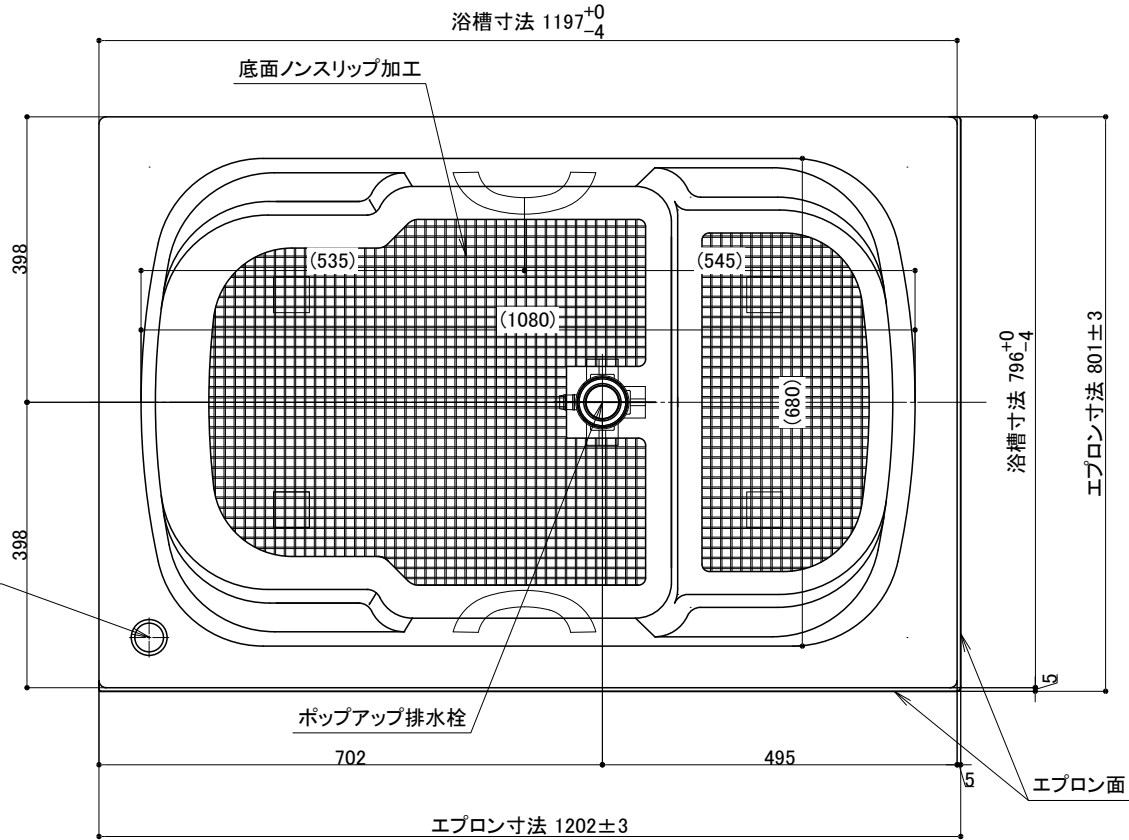 浴槽寸法 1197+0-4
底面ノンスリップ加工
398
(535)
(545)
(1080)
(680)
浴槽寸法 796+0-4
エプロン寸法 801±3
398
5
ポップアップ排水栓
702
495
5
エプロン面
エプロン寸法 1202±3